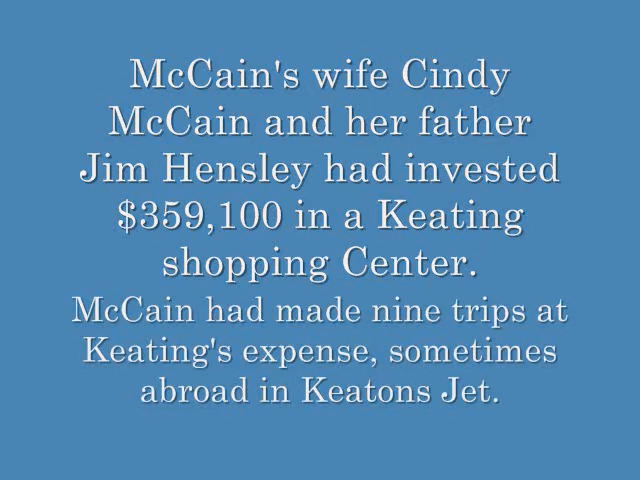 McCain's wife Cindy
McCain and her father
Jim Hensley had invested
$359,100 in a Keating
shopping Center.
McCain had made nine trips at
Keating's expense, sometimes
abroad in Keatons Jet.